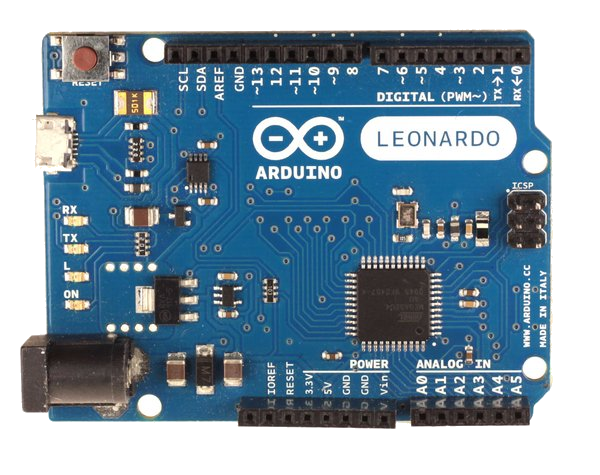 RESET
SCL
SDA
AREF
GND
~13
12
~11
~10
~9
8
7
~6
~5
4
~3
2
TX→1
RX←0
DIGITAL (PWM~)
501K
TM
LEONARDO
ARDUINO
ICSP
RX
TX
L
ON
WWW.ARDUINO.CC
MADE IN ITALY
POWER
ANALOG IN
IOREF
RESET
3.3V
5V
GND
GND
Vin
A0
A1
A2
A3
A4
A5